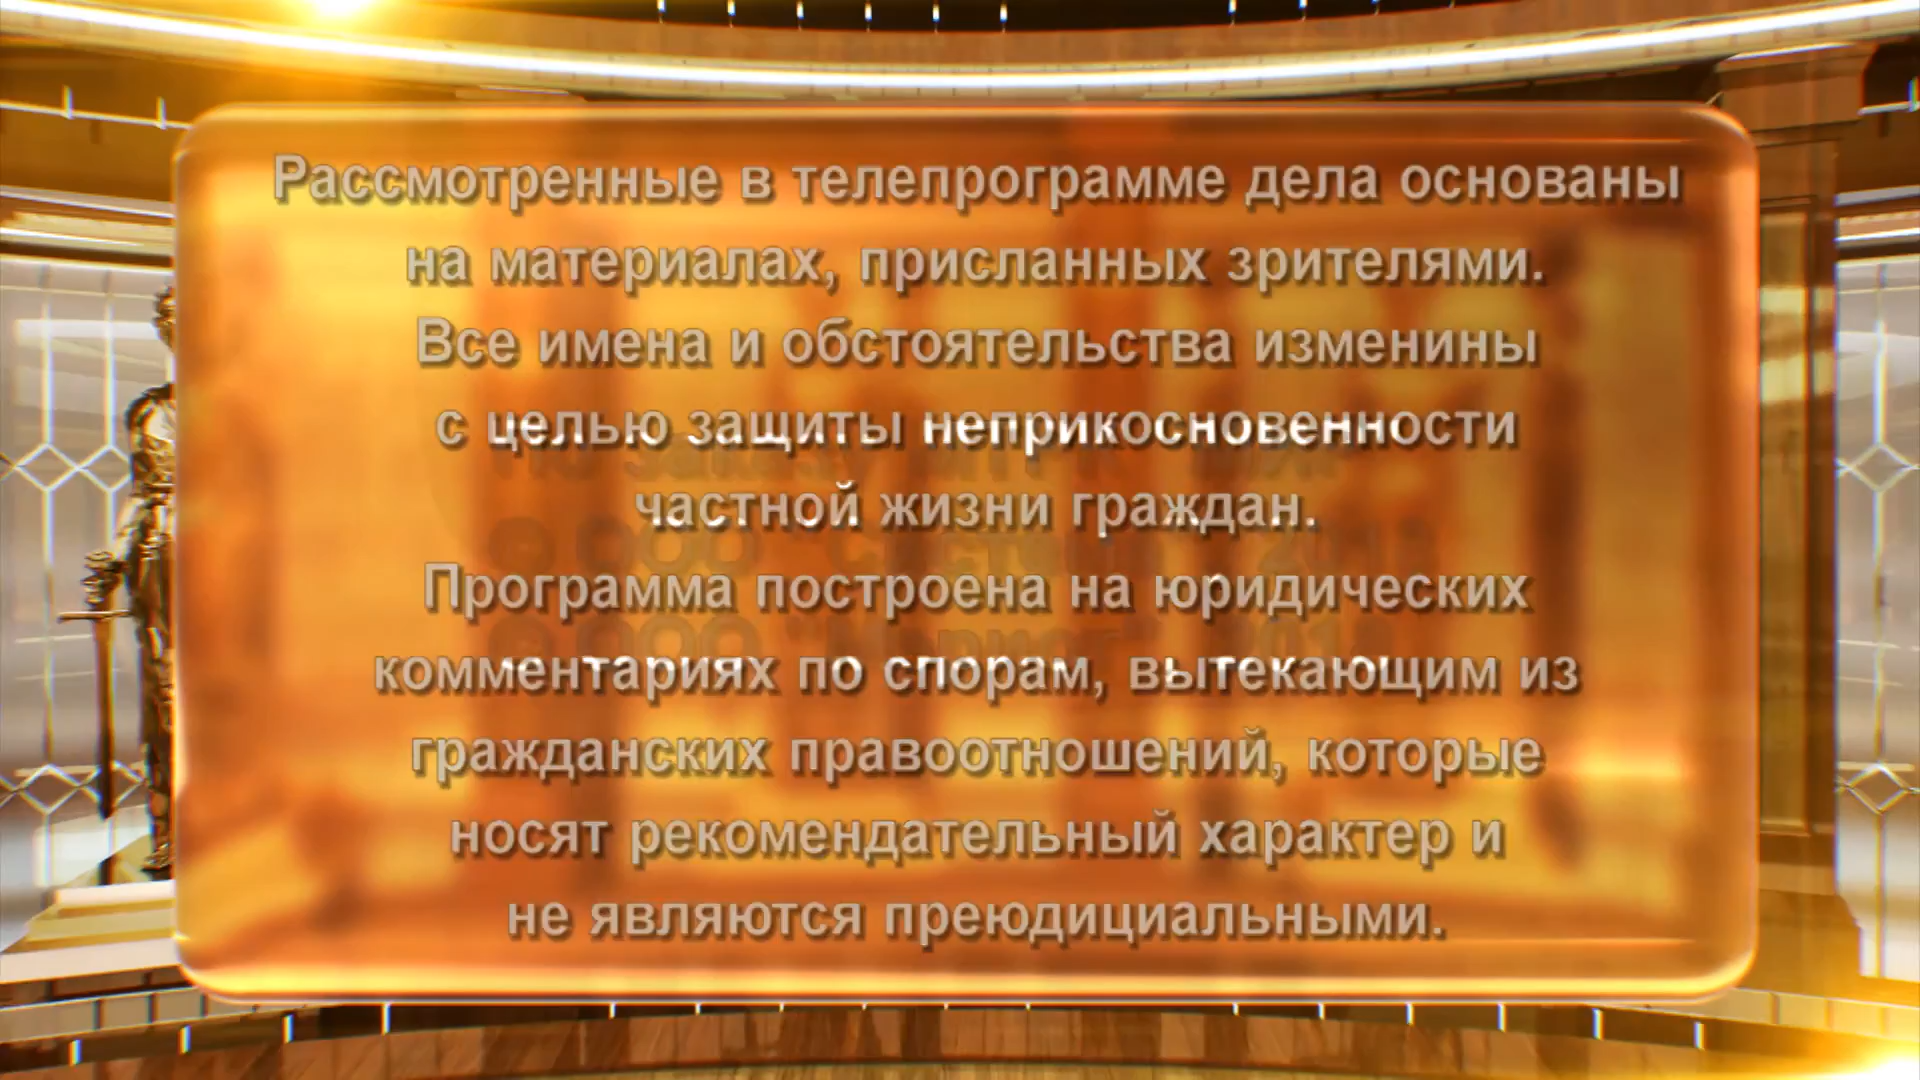 Рассмотренные в телепрограмме дела основаны
на материалах, присланных зрителями.
Все имена и обстоятельства изменины
с целью защиты неприкосновенности
частной жизни граждан.
Программа построена на юридических
комментариях по спорам, вытекающим из
гражданских правоотношений, которые
носят рекомендательный характер и
не являются преюдициальными.